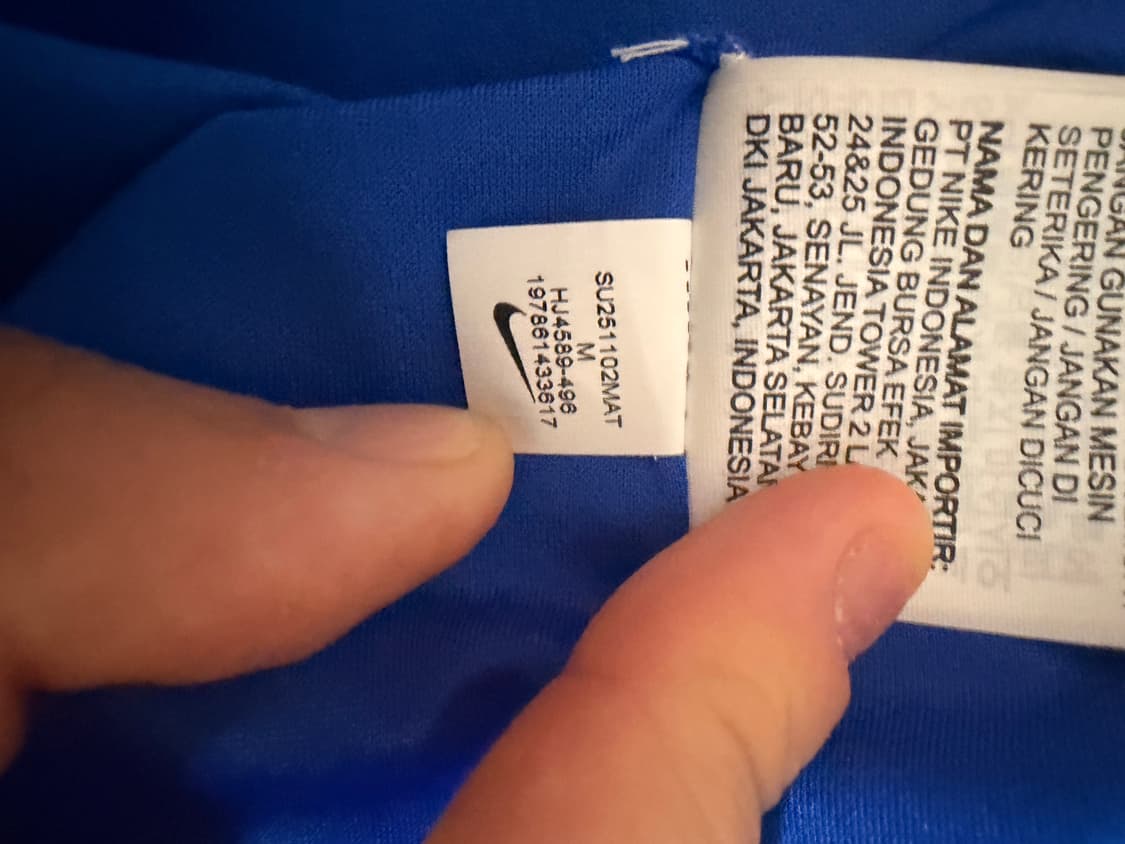 SU251102MAT
M
HJ4589-496
197861433617
PENGERING / JANGAN DI
GUNAKAN MESIN
SETERIKA / JANGAN DICUCI
KERING
NAMA DAN ALAMAT IMPORTIR:
PT NIKE INDONESIA,
GEDUNG BURSA EFEK
INDONESIA TOWER 2
24&25 JL. JEND.
52-53, SENAYAN,
BARU, JAKARTA
DKI JAKARTA, INDONESIA